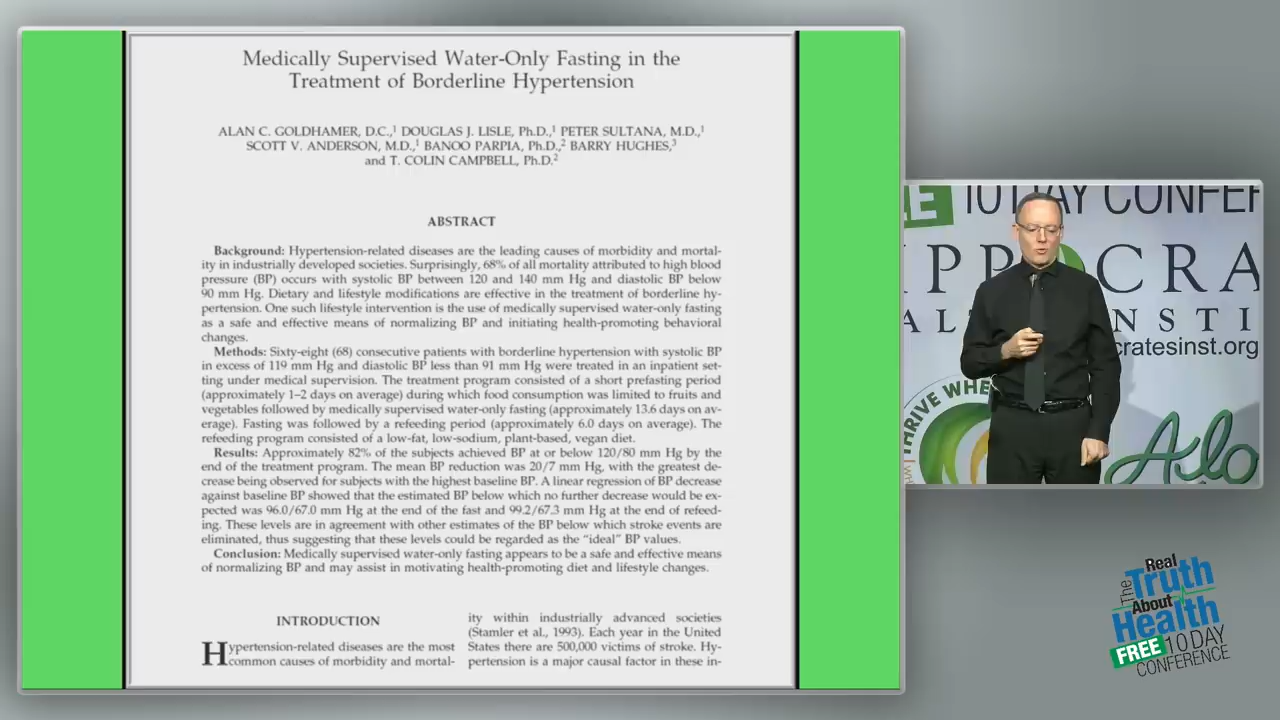 Medically Supervised Water-Only Fasting in the
Treatment of Borderline Hypertension
ALAN C. GOLDHAMER, D.C.,¹ DOUGLAS J. LISLE, Ph.D.,¹ PETER SULTANA, M.D.,¹
SCOTT V. ANDERSON, M.D.,¹ BANOO PARPIA, Ph.D.,² BARRY HUGHES,³
and T. COLIN CAMPBELL, Ph.D.²
ABSTRACT
Background: Hypertension-related diseases are the leading causes of morbidity and mortal-
ity in industrially developed societies. Surprisingly, 68% of all mortality attributed to high blood
pressure (BP) occurs with systolic BP between 120 and 140 mm Hg and diastolic BP below
90 mm Hg. Dietary and lifestyle modifications are effective in the treatment of borderline hy-
pertension. One such lifestyle intervention is the use of medically supervised water-only fasting
as a safe and effective means of normalizing BP and initiating health-promoting behavioral
changes.
Methods: Sixty-eight (68) consecutive patients with borderline hypertension with systolic BP
in excess of 119 mm Hg and diastolic BP less than 91 mm Hg were treated in an inpatient set-
ting under medical supervision. The treatment program consisted of a short prefasting period
(approximately 1–2 days on average) during which food consumption was limited to fruits and
vegetables followed by medically supervised water-only fasting (approximately 13.6 days on av-
erage). Fasting was followed by a refeeding period (approximately 6.0 days on average). The
refeeding program consisted of a low-fat, low-sodium, plant-based, vegan diet.
Results: Approximately 82% of the subjects achieved BP at or below 120/80 mm Hg by the
end of the treatment program. The mean BP reduction was 20/7 mm Hg, with the greatest de-
crease being observed for subjects with the highest baseline BP. A linear regression of BP decrease
against baseline BP showed that the estimated BP below which no further decrease would be ex-
pected was 96.0/67.0 mm Hg at the end of the fast and 99.2/67.3 mm Hg at the end of refeed-
ing. These levels are in agreement with other estimates of the BP below which stroke events are
eliminated, thus suggesting that these levels could be regarded as the “ideal” BP values.
Conclusion: Medically supervised water-only fasting appears to be a safe and effective means
of normalizing BP and may assist in motivating health-promoting diet and lifestyle changes.
INTRODUCTION
Hypertension-related diseases are the most
common causes of morbidity and mortal-
ity within industrially advanced societies
(Stamler et al., 1993). Each year in the United
States there are 500,000 victims of stroke. Hy-
pertension is a major causal factor in these in-
E 10 DAY CONFER
PP CRA
AL NSTI
cratesinst.org
THRIVE WHE
Alo
The Real
Truth
About
Health
FREE 10 DAY
CONFERENCE